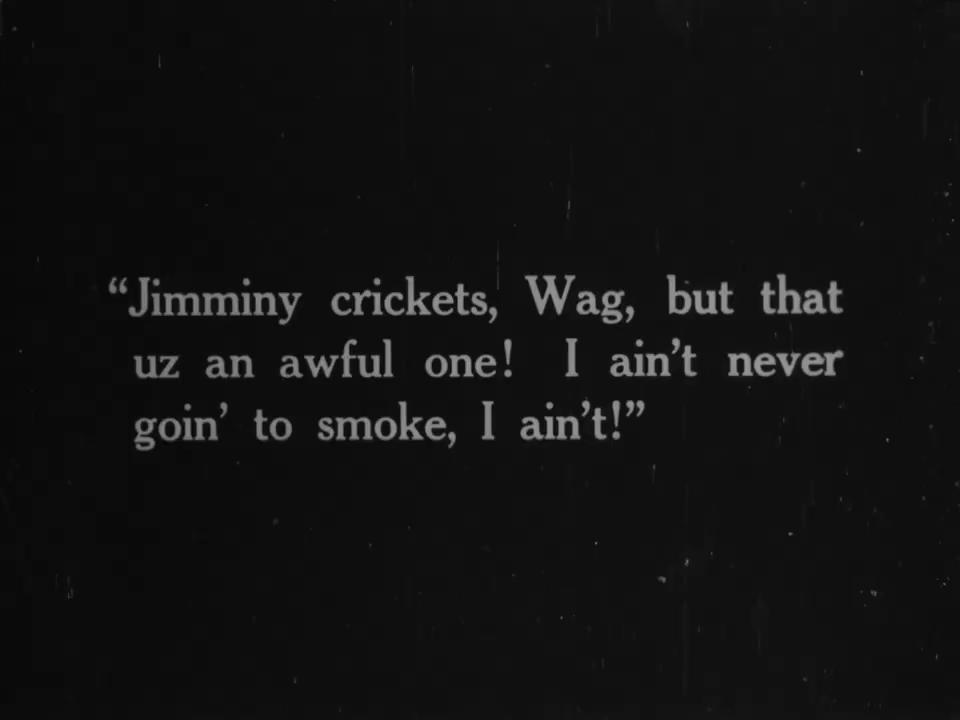 “Jimminy crickets, Wag, but that
uz an awful one! I ain’t never
goin’ to smoke, I ain’t!”